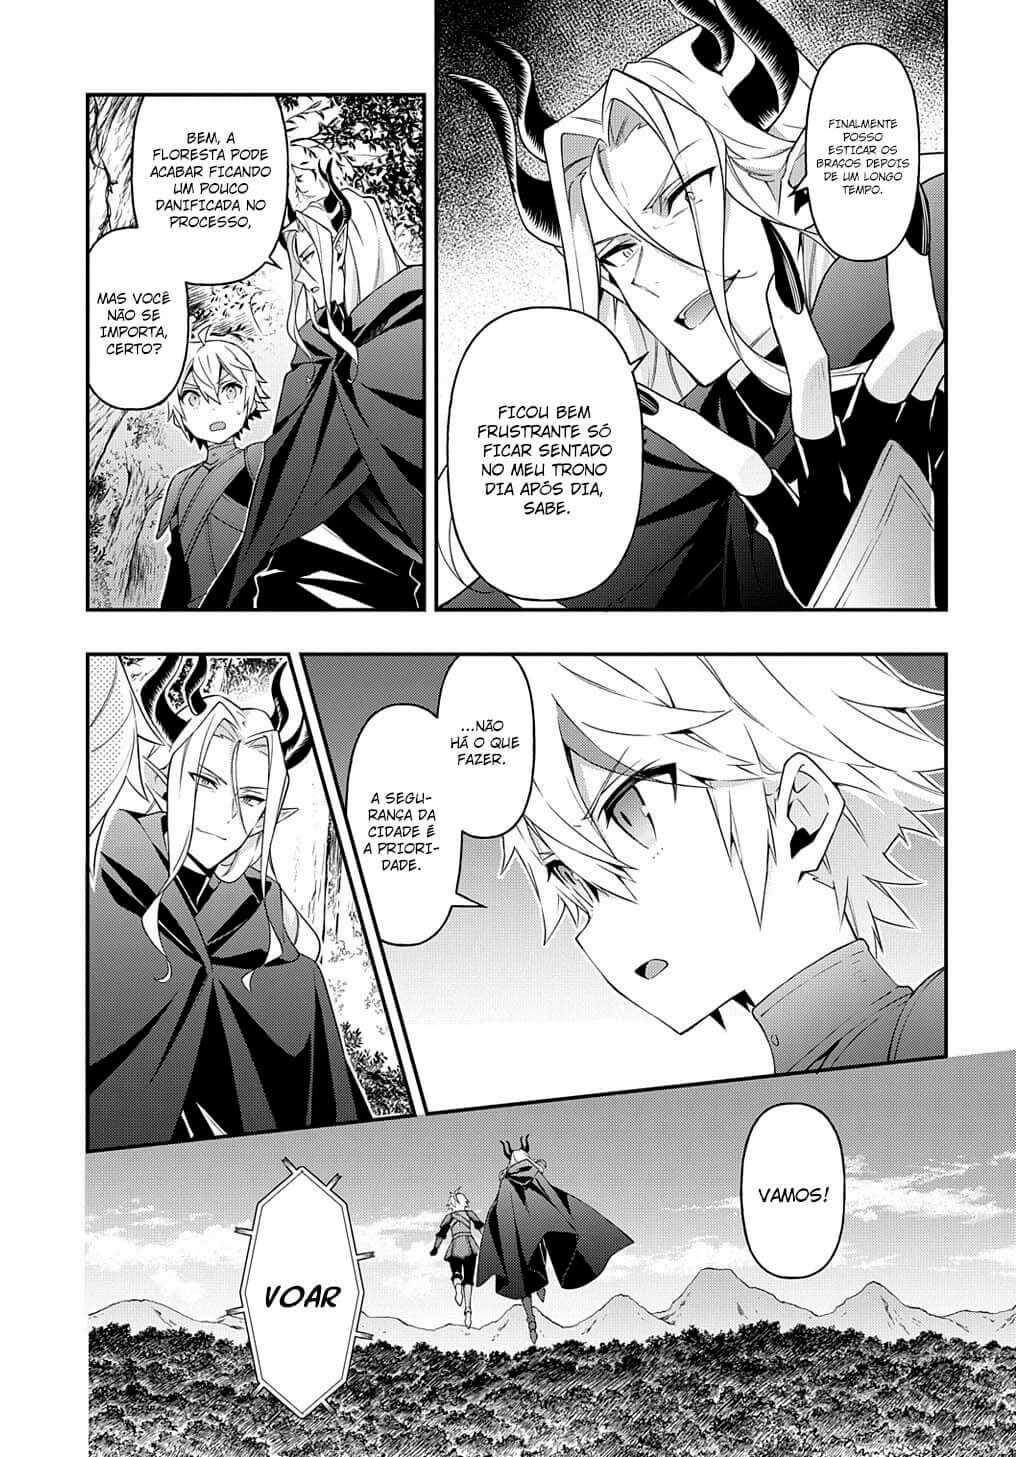 FINALMENTE
POSSO
ESTICAR OS
BRAÇOS DEPOIS
DE UM LONGO
TEMPO.
FICOU BEM
FRUSTRANTE SÓ
FICAR SENTADO
NO MEU TRONO
DIA APÓS DIA,
SABE.
BEM, A
FLORESTA PODE
ACABAR FICANDO
UM POUCO
DANIFICADA NO
PROCESSO,
MAS VOCÊ
NÃO SE
IMPORTA,
CERTO?
...NÃO
HÁ O QUE
FAZER.
A SEGU-
RANÇA DA
CIDADE É
A PRIORI-
DADE.
VAMOS!
VOAR